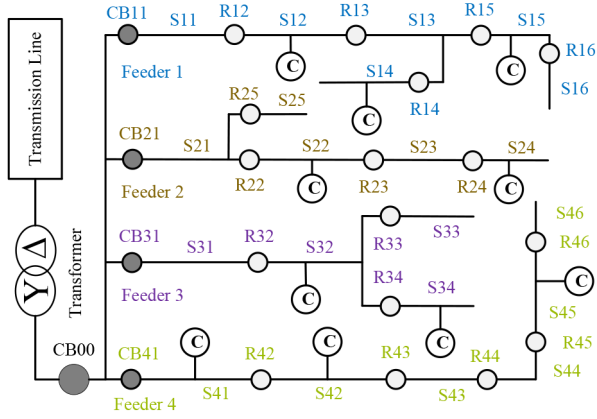 CB11 S11 R12 S12 R13 S13 R15 S15
R16
C C
Feeder 1 S14 R14 S16
C
R25 S25
CB21 S21 S22 S23 S24
Feeder 2 R22 C R23 R24 C
CB31 S31 R32 S32 R33 S33
S46
R46
Feeder 3 C R34 S34 C
C
S45
CB00 CB41 C R42 C R43 R44 R45
S44
Feeder 4 S41 S42 S43
Transmission Line
Δ
Y
Transformer